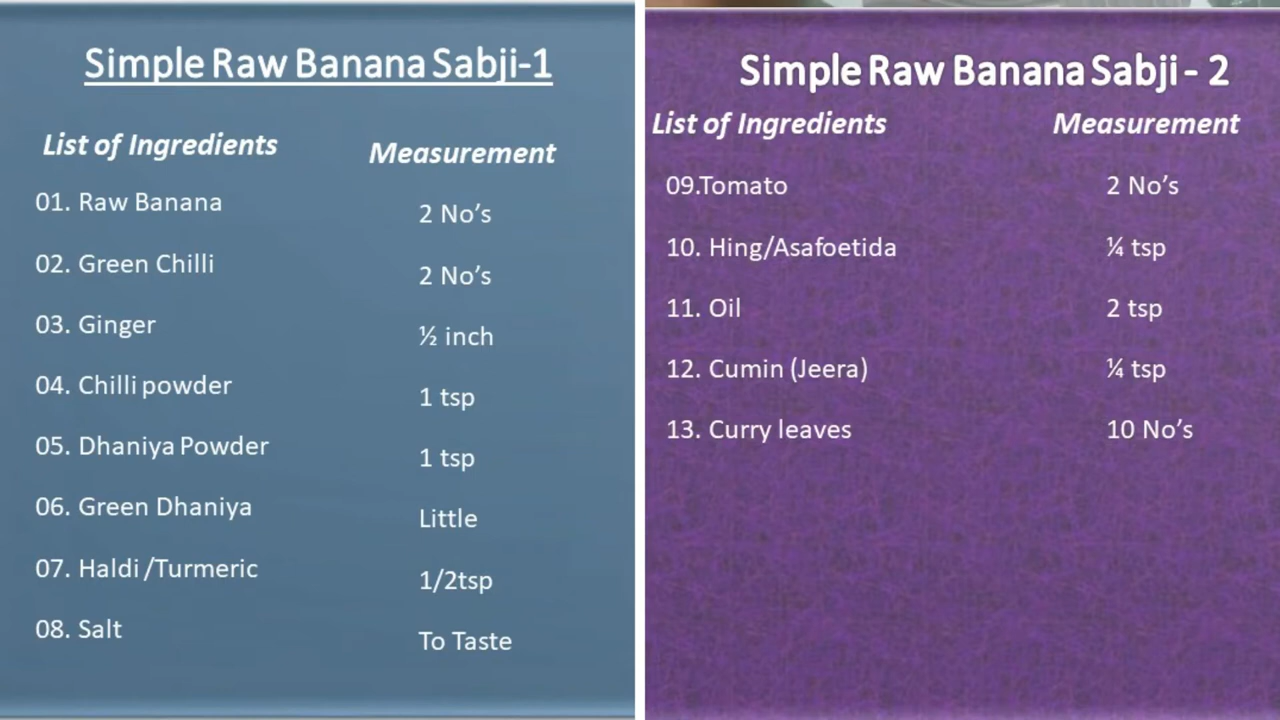 Simple Raw Banana Sabji-1
List of Ingredients Measurement
01. Raw Banana 2 No’s
02. Green Chilli 2 No’s
03. Ginger ½ inch
04. Chilli powder 1 tsp
05. Dhaniya Powder 1 tsp
06. Green Dhaniya Little
07. Haldi /Turmeric 1/2tsp
08. Salt To Taste
Simple Raw Banana Sabji - 2
List of Ingredients Measurement
09.Tomato 2 No’s
10. Hing/Asafoetida ¼ tsp
11. Oil 2 tsp
12. Cumin (Jeera) ¼ tsp
13. Curry leaves 10 No’s